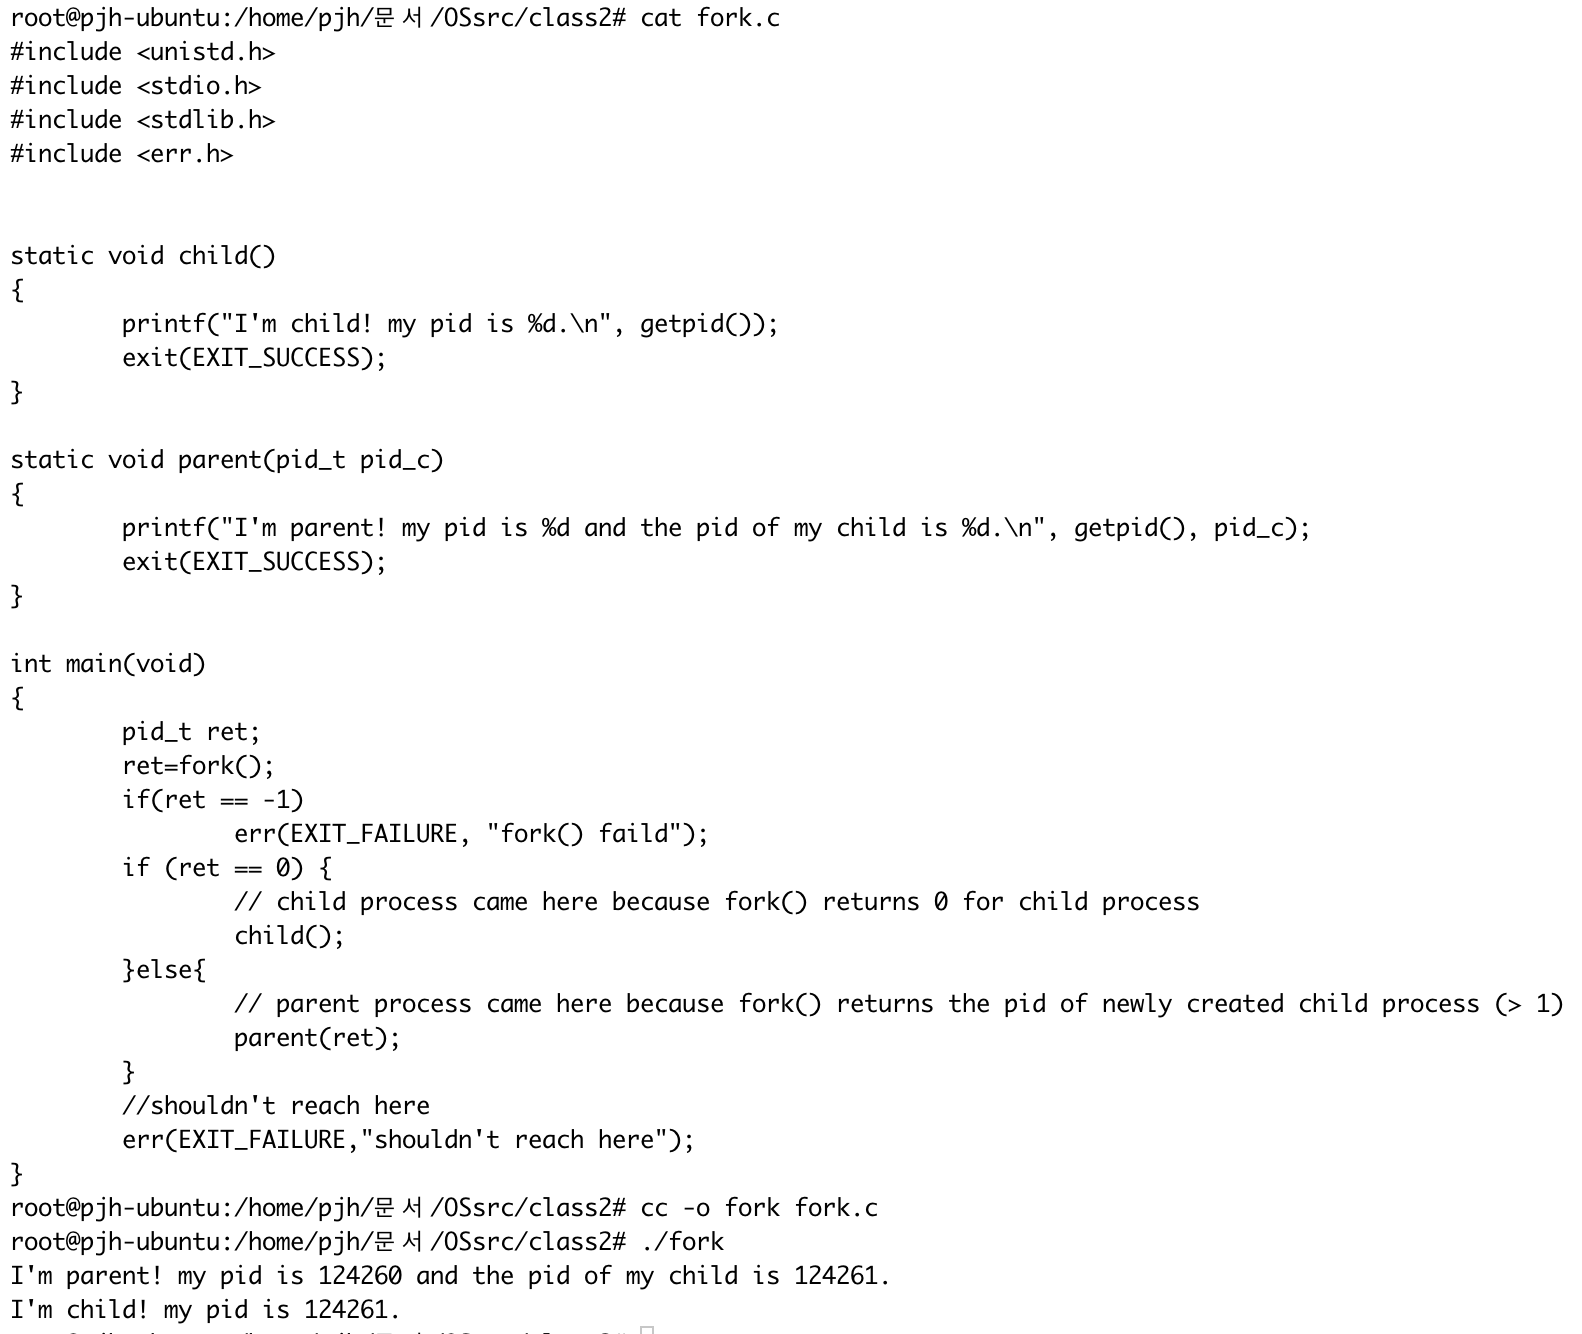 root@pjh-ubuntu:/home/pjh/문서/OSsrc/class2# cat fork.c
#include <unistd.h>
#include <stdio.h>
#include <stdlib.h>
#include <err.h>
static void child()
{
        printf("I'm child! my pid is %d.\n", getpid());
        exit(EXIT_SUCCESS);
}
static void parent(pid_t pid_c)
{
        printf("I'm parent! my pid is %d and the pid of my child is %d.\n", getpid(), pid_c);
        exit(EXIT_SUCCESS);
}
int main(void)
{
        pid_t ret;
        ret=fork();
        if(ret == -1)
                err(EXIT_FAILURE, "fork() faild");
        if (ret == 0) {
                // child process came here because fork() returns 0 for child process
                child();
        }else{
                // parent process came here because fork() returns the pid of newly created child process (> 1)
                parent(ret);
        }
        //shouldn't reach here
        err(EXIT_FAILURE,"shouldn't reach here");
}
root@pjh-ubuntu:/home/pjh/문서/OSsrc/class2# cc -o fork fork.c
root@pjh-ubuntu:/home/pjh/문서/OSsrc/class2# ./fork
I'm parent! my pid is 124260 and the pid of my child is 124261.
I'm child! my pid is 124261.